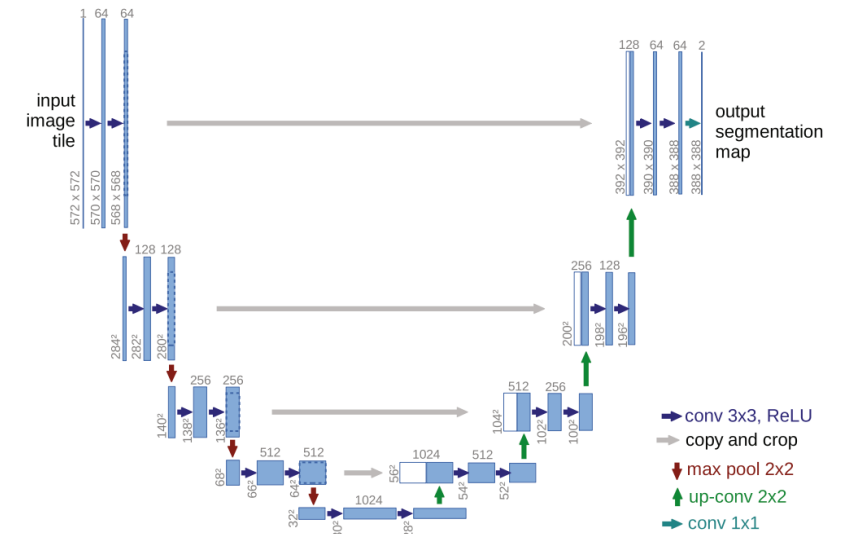 1 64 64
128 64 64 2
input
image
tile
output
segmentation
map
572 x 572
570 x 570
568 x 568
392 x 392
390 x 390
388 x 388
388 x 388
128 128
256 128
284²
282²
280²
200²
198²
196²
256 256
512 256
140²
138²
136²
104²
102²
100²
conv 3x3, ReLU
copy and crop
max pool 2x2
up-conv 2x2
conv 1x1
512 512
1024 512
68²
66²
64²
56²
54²
52²
1024
32²